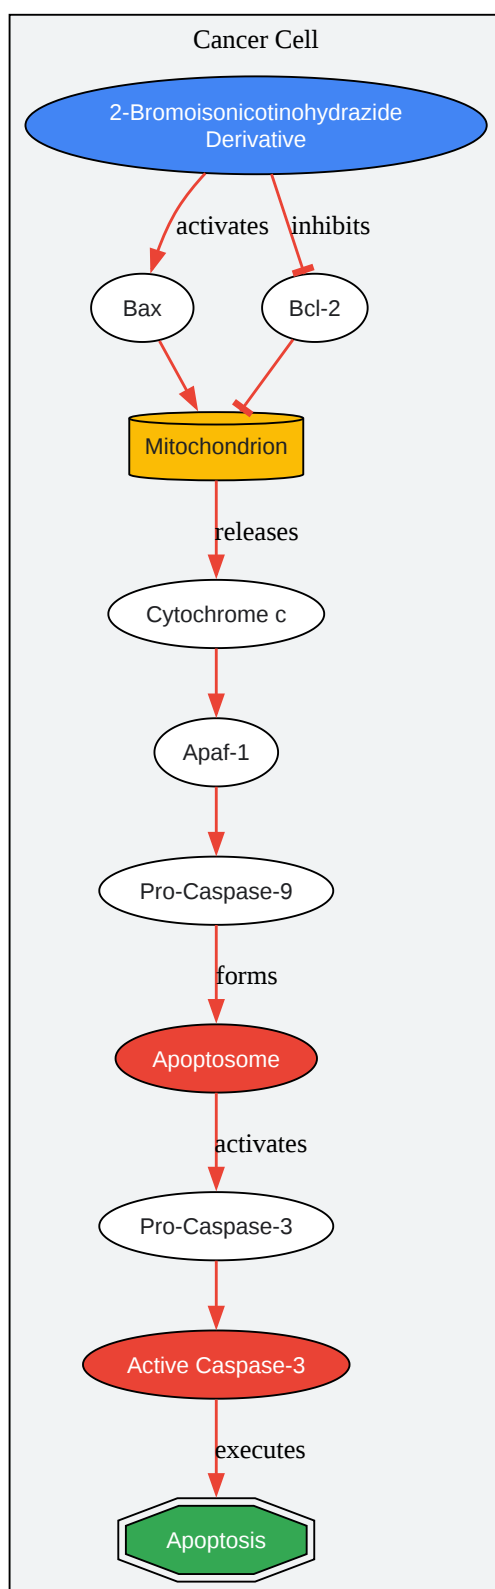 Cancer Cell
2-Bromoisonicotinohydrazide
Derivative
activates
inhibits
Bax
Bcl-2
Mitochondrion
releases
Cytochrome c
Apaf-1
Pro-Caspase-9
forms
Apoptosome
activates
Pro-Caspase-3
Active Caspase-3
executes
Apoptosis